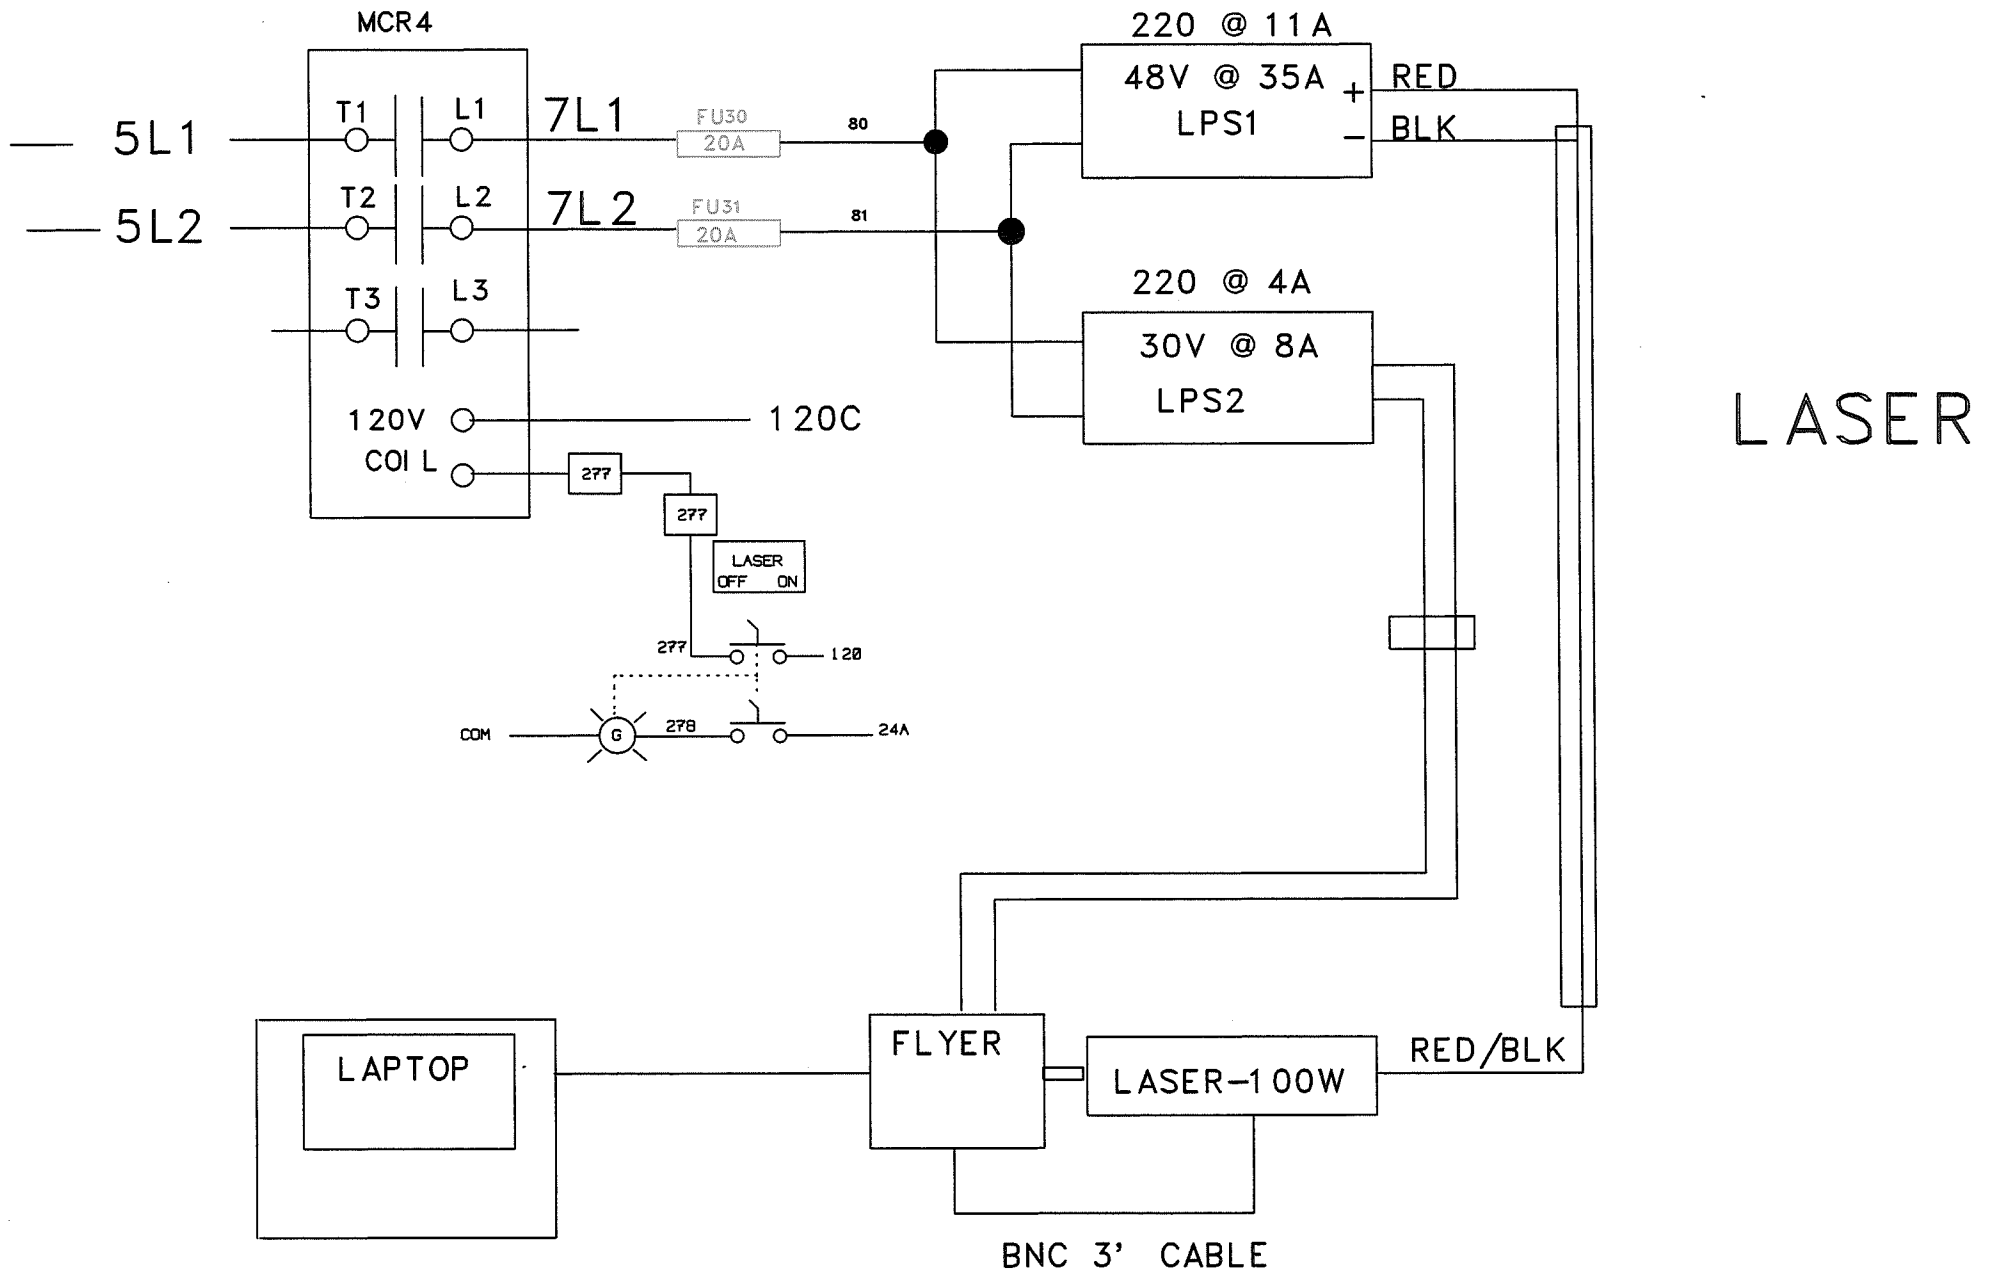 MCR4
220 @ 11A
5L1
T1
L1
7L1
FU30
20A
80
48V @ 35A
LPS1
+
RED
-
BLK
5L2
T2
L2
7L2
FU31
20A
81
T3
L3
220 @ 4A
30V @ 8A
LPS2
LASER
120V
COIL
120C
277
277
LASER
OFF ON
277
120
COM
G
278
24A
LAPTOP
FLYER
LASER-100W
RED/BLK
BNC 3' CABLE